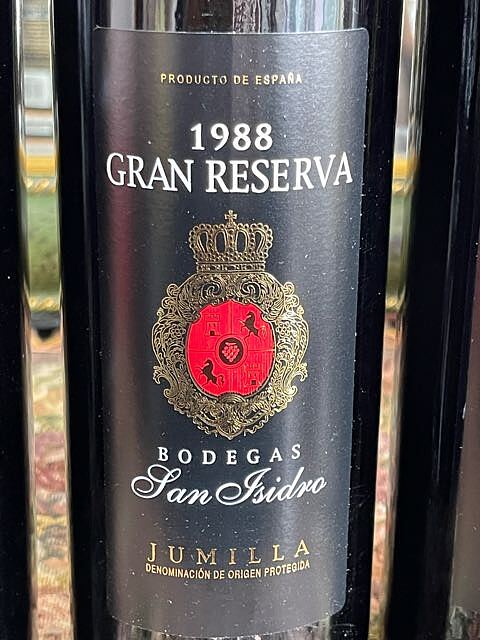 PRODUCTO DE ESPAÑA
1988
GRAN RESERVA
BODEGAS
San Isidro
JUMILLA
DENOMINACIÓN DE ORIGEN PROTEGIDA